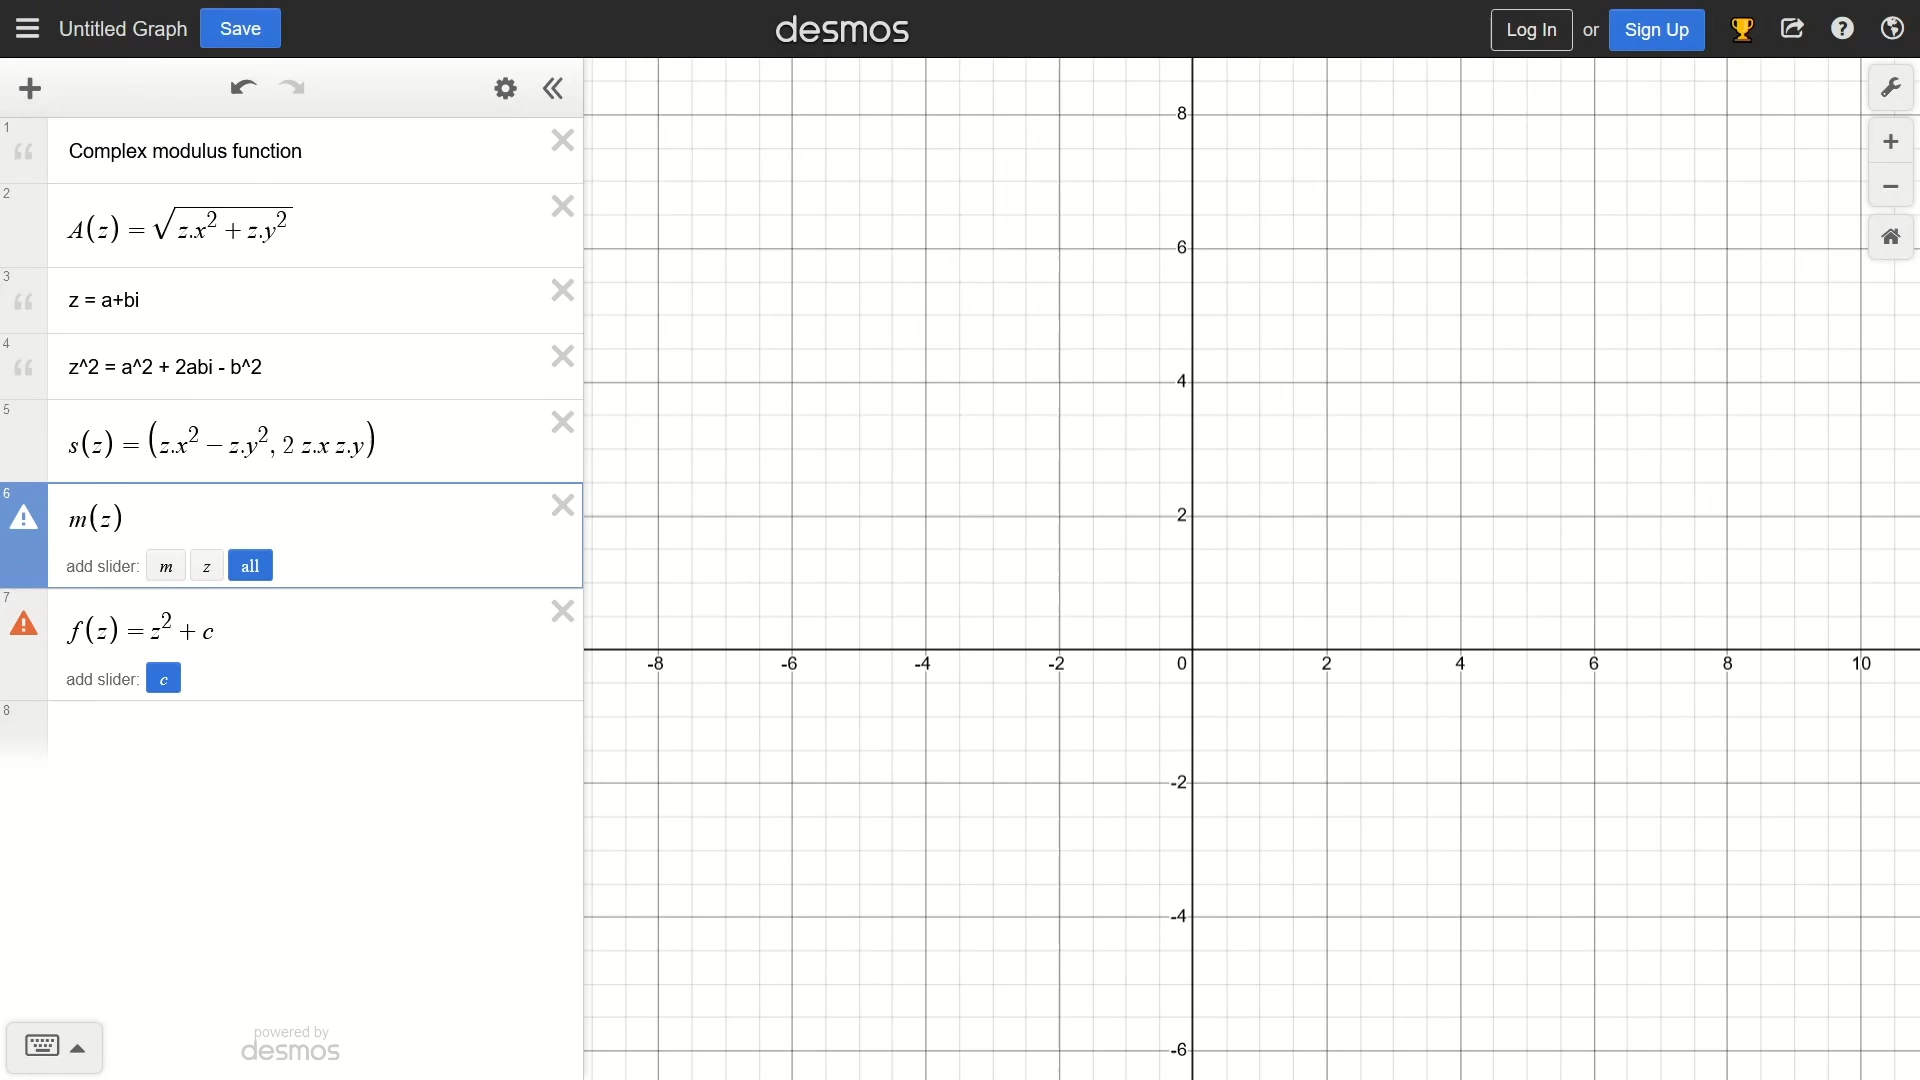 Untitled Graph Save desmos Log In or Sign Up
1
Complex modulus function
2
A(z) = √z.x² + z.y²
3
z = a+bi
4
z^2 = a^2 + 2abi - b^2
5
s(z) = (z.x² − z.y², 2 z.x z.y)
6
m(z)
add slider: m z all
7
f(z) = z² + c
add slider: c
8
powered by
desmos
8
6
4
2
-8 -6 -4 -2 0 2 4 6 8 10
-2
-4
-6